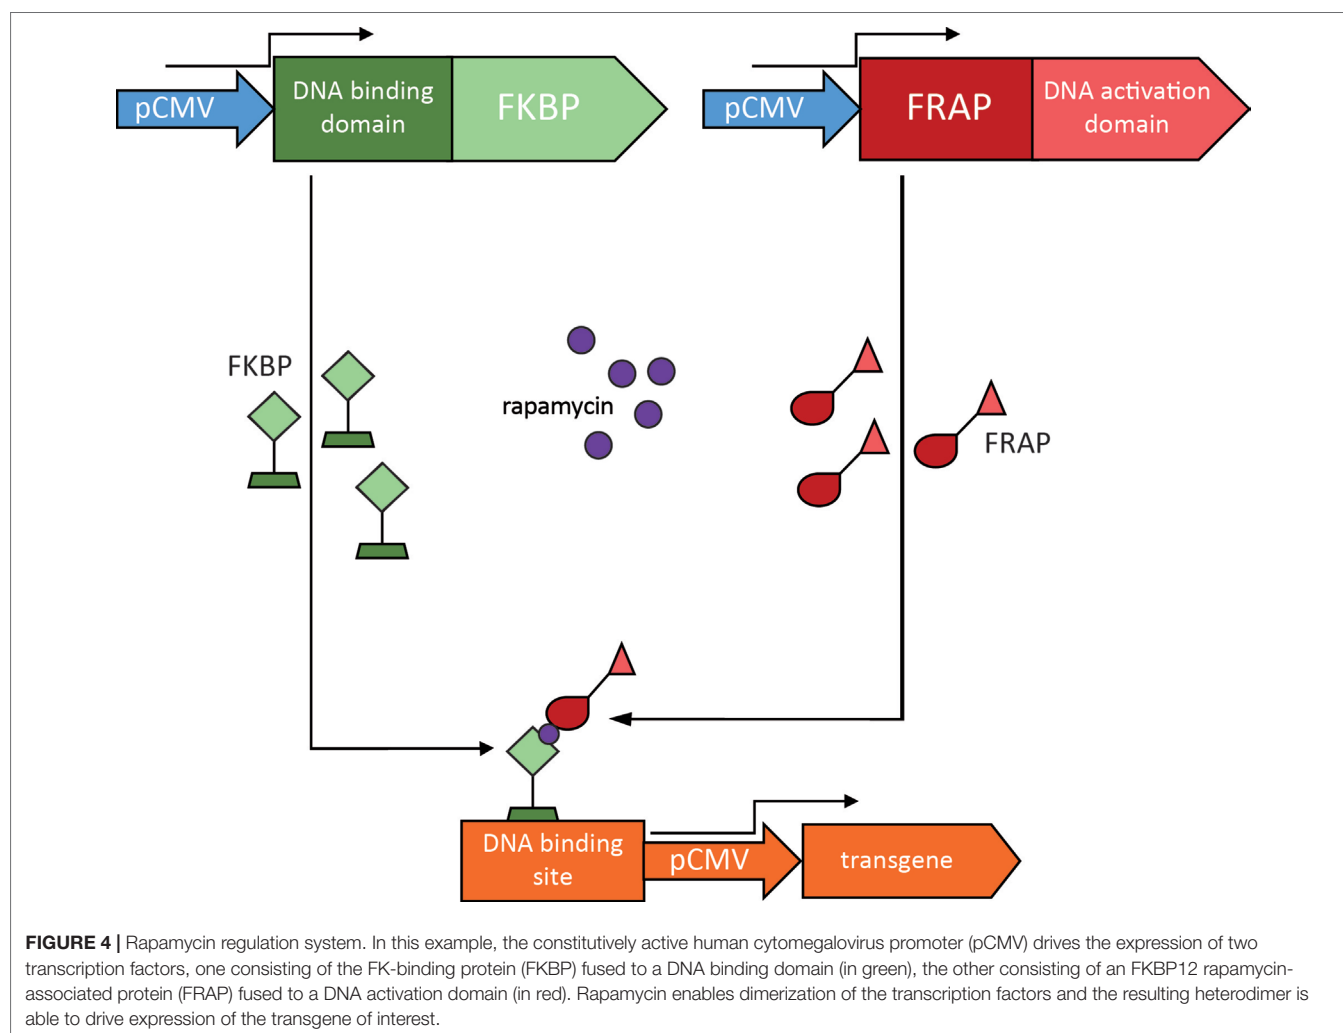 pCMV
DNA binding
domain
FKBP
pCMV
FRAP
DNA activation
domain
FKBP
rapamycin
FRAP
DNA binding
site
pCMV
transgene
FIGURE 4 | Rapamycin regulation system. In this example, the constitutively active human cytomegalovirus promoter (pCMV) drives the expression of two
transcription factors, one consisting of the FK-binding protein (FKBP) fused to a DNA binding domain (in green), the other consisting of an FKBP12 rapamycin-
associated protein (FRAP) fused to a DNA activation domain (in red). Rapamycin enables dimerization of the transcription factors and the resulting heterodimer is
able to drive expression of the transgene of interest.